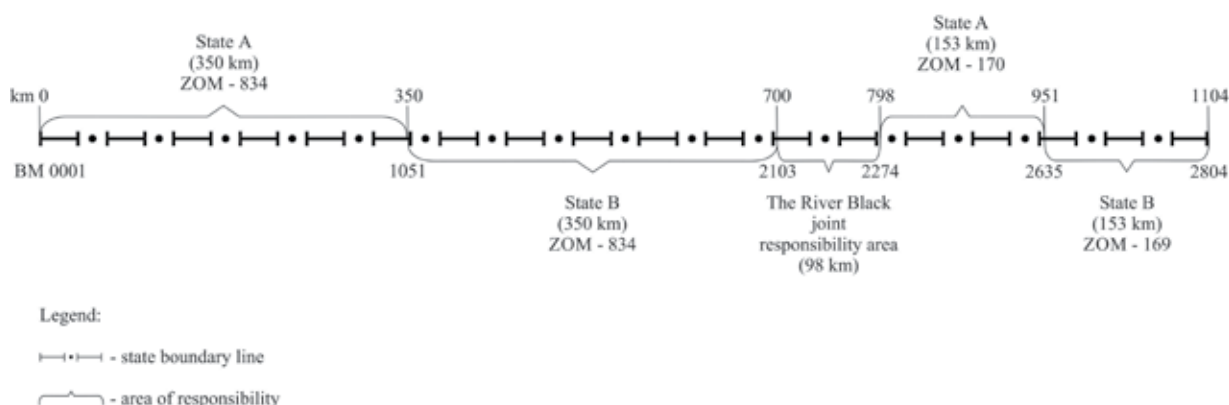 State A
(350 km)
ZOM - 834
State A
(153 km)
ZOM - 170
km 0
350
700
798
951
1104
BM 0001
1051
2103
2274
2635
2804
State B
(350 km)
ZOM - 834
The River Black
joint
responsibility area
(98 km)
State B
(153 km)
ZOM - 169
Legend:
- state boundary line
- area of responsibility